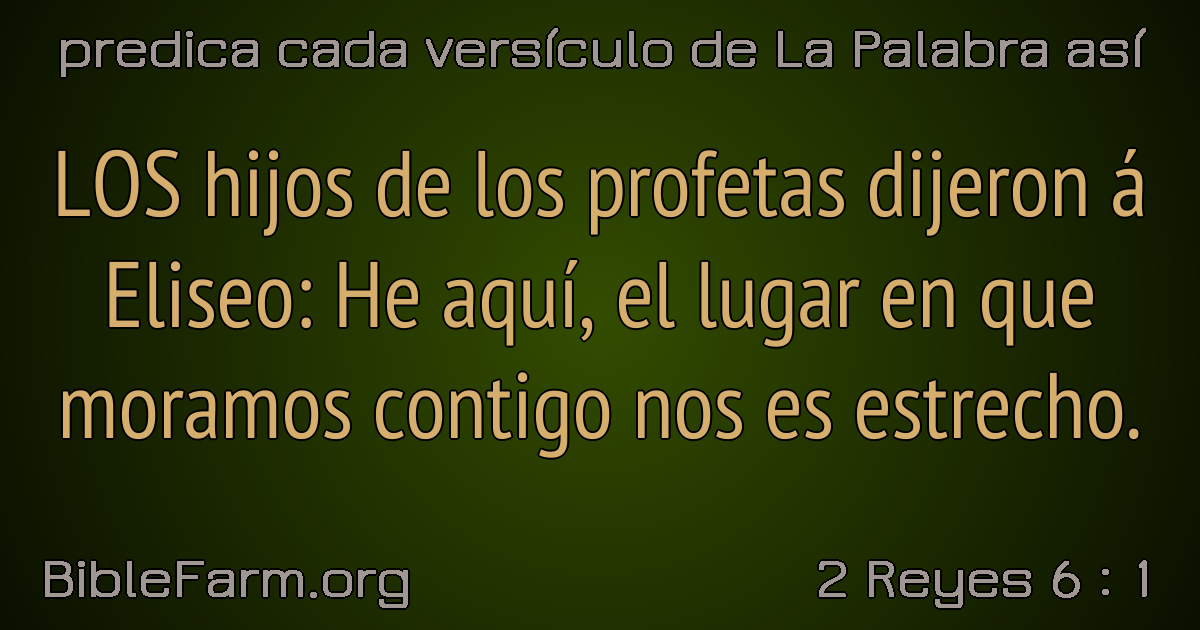 predica cada versículo de La Palabra así
LOS hijos de los profetas dijeron á
Eliseo: He aquí, el lugar en que
moramos contigo nos es estrecho.
BibleFarm.org
2 Reyes 6 : 1